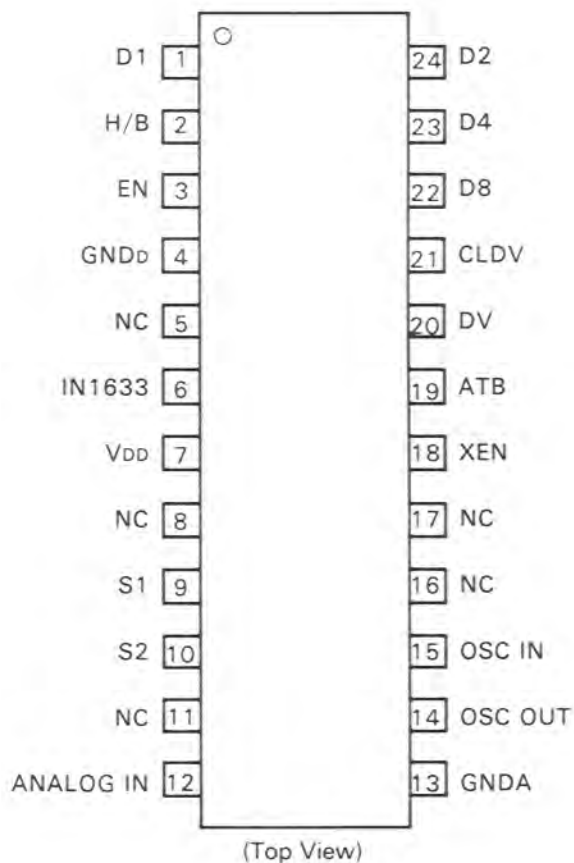 D1 1 24 D2
H/B 2 23 D4
EN 3 22 D8
GNDD 4 21 CLDV
NC 5 20 DV
IN1633 6 19 ATB
VDD 7 18 XEN
NC 8 17 NC
S1 9 16 NC
S2 10 15 OSC IN
NC 11 14 OSC OUT
ANALOG IN 12 13 GNDA
(Top View)